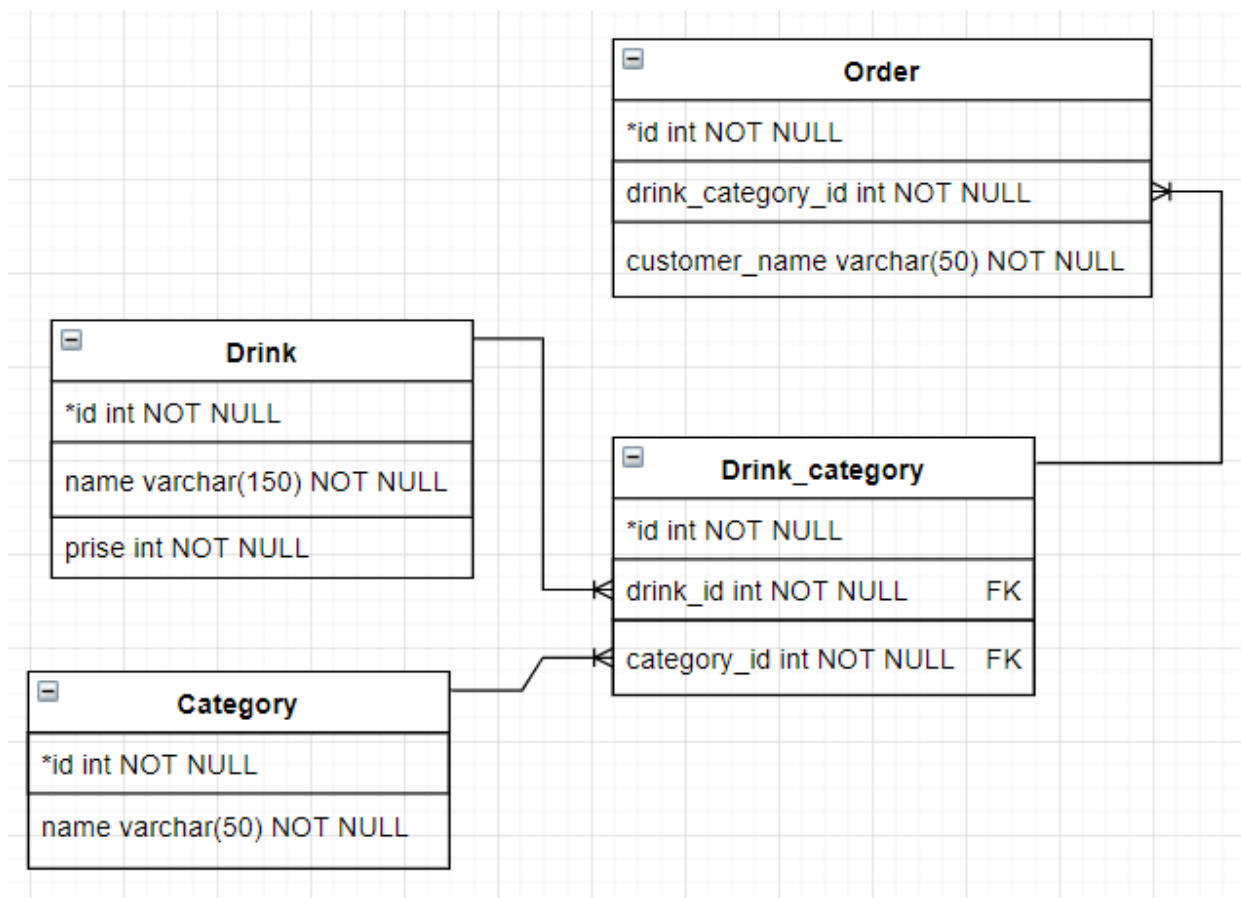 Order
*id int NOT NULL
drink_category_id int NOT NULL
customer_name varchar(50) NOT NULL
Drink
*id int NOT NULL
name varchar(150) NOT NULL
prise int NOT NULL
Drink_category
*id int NOT NULL
drink_id int NOT NULL FK
category_id int NOT NULL FK
Category
*id int NOT NULL
name varchar(50) NOT NULL